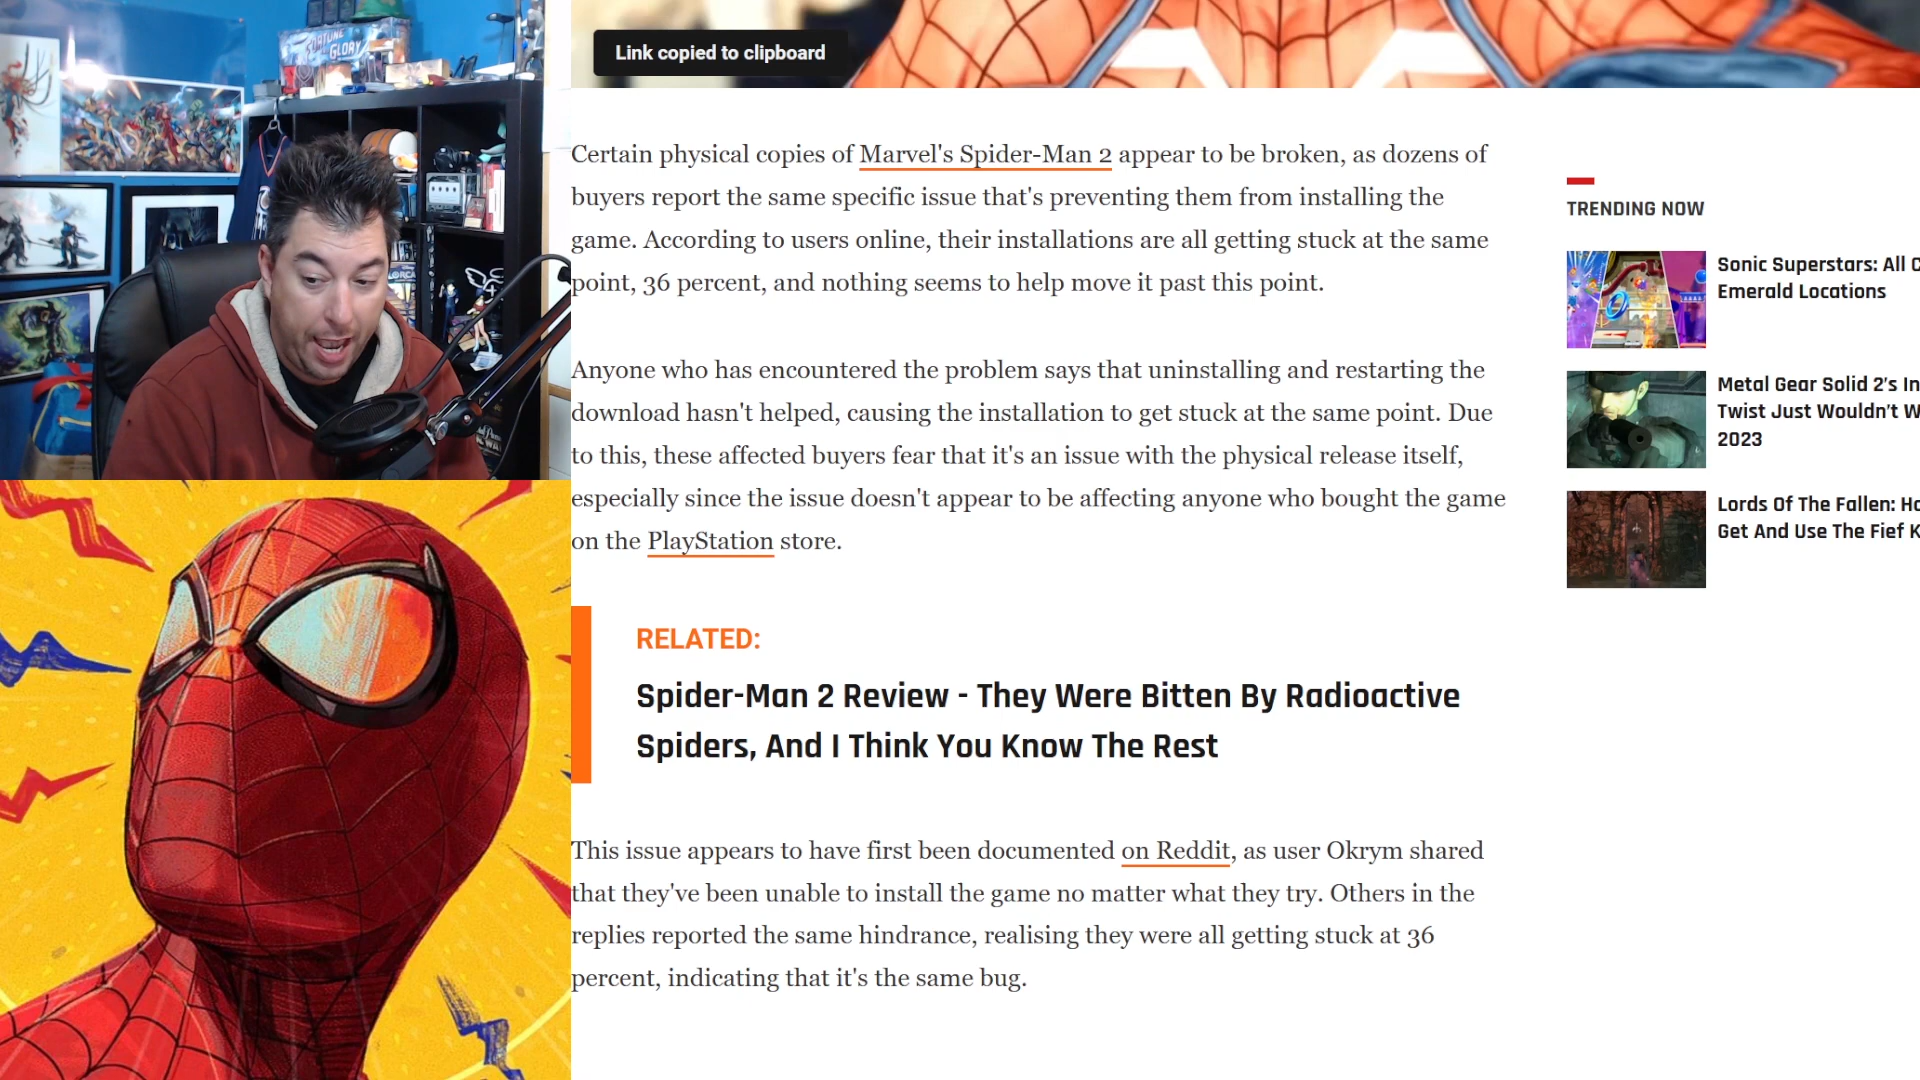 FORTUNE
GLORY
Link copied to clipboard
Certain physical copies of Marvel's Spider-Man 2 appear to be broken, as dozens of
buyers report the same specific issue that's preventing them from installing the
game. According to users online, their installations are all getting stuck at the same
point, 36 percent, and nothing seems to help move it past this point.
Anyone who has encountered the problem says that uninstalling and restarting the
download hasn't helped, causing the installation to get stuck at the same point. Due
to this, these affected buyers fear that it's an issue with the physical release itself,
especially since the issue doesn't appear to be affecting anyone who bought the game
on the PlayStation store.
RELATED:
Spider-Man 2 Review - They Were Bitten By Radioactive
Spiders, And I Think You Know The Rest
This issue appears to have first been documented on Reddit, as user Okrym shared
that they've been unable to install the game no matter what they try. Others in the
replies reported the same hindrance, realising they were all getting stuck at 36
percent, indicating that it's the same bug.
TRENDING NOW
Sonic Superstars: All
Emerald Locations
Metal Gear Solid 2's In
Twist Just Wouldn't W
2023
Lords Of The Fallen: Ho
Get And Use The Fief K